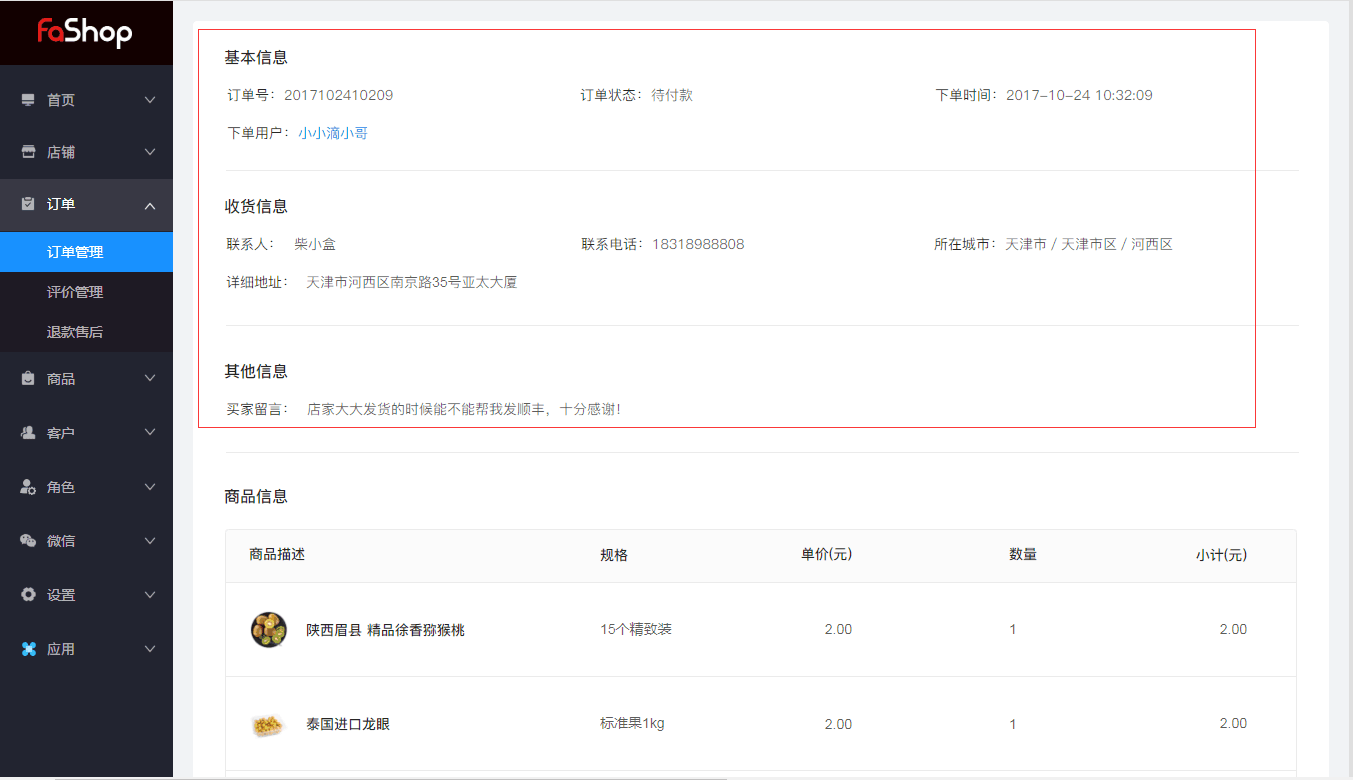 faShop
首页
店铺
订单
订单管理
评价管理
退款售后
商品
客户
角色
微信
设置
应用
基本信息
订单号：2017102410209 订单状态：待付款 下单时间：2017-10-24 10:32:09
下单用户：小小滴小哥
收货信息
联系人： 柴小盒 联系电话：18318988808 所在城市：天津市 / 天津市区 / 河西区
详细地址： 天津市河西区南京路35号亚太大厦
其他信息
买家留言： 店家大大发货的时候能不能帮我发顺丰，十分感谢！
商品信息
商品描述 规格 单价(元) 数量 小计(元)
陕西眉县 精品徐香猕猴桃 15个精致装 2.00 1 2.00
泰国进口龙眼 标准果1kg 2.00 1 2.00